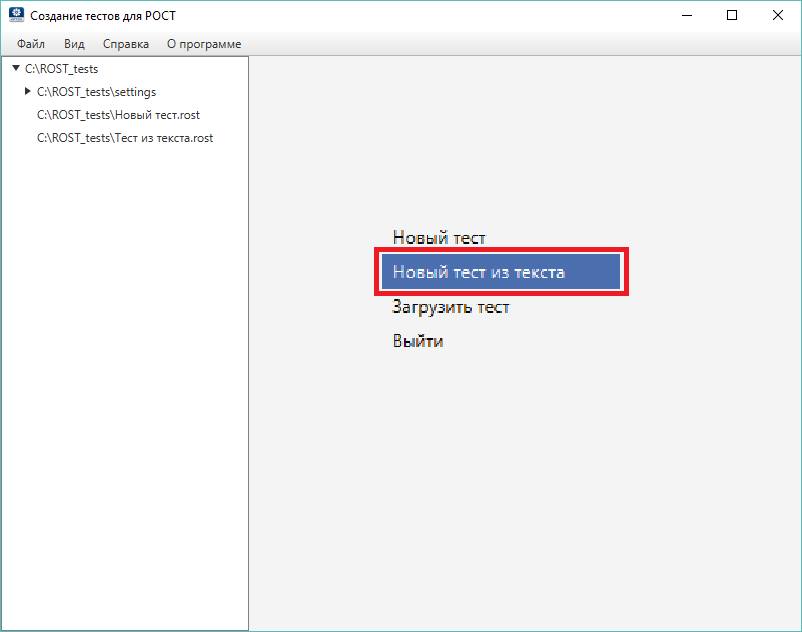 Создание тестов для РОСТ
Файл Вид Справка О программе
C:\ROST_tests
C:\ROST_tests\settings
C:\ROST_tests\Новый тест.rost
C:\ROST_tests\Тест из текста.rost
Новый тест
Новый тест из текста
Загрузить тест
Выйти